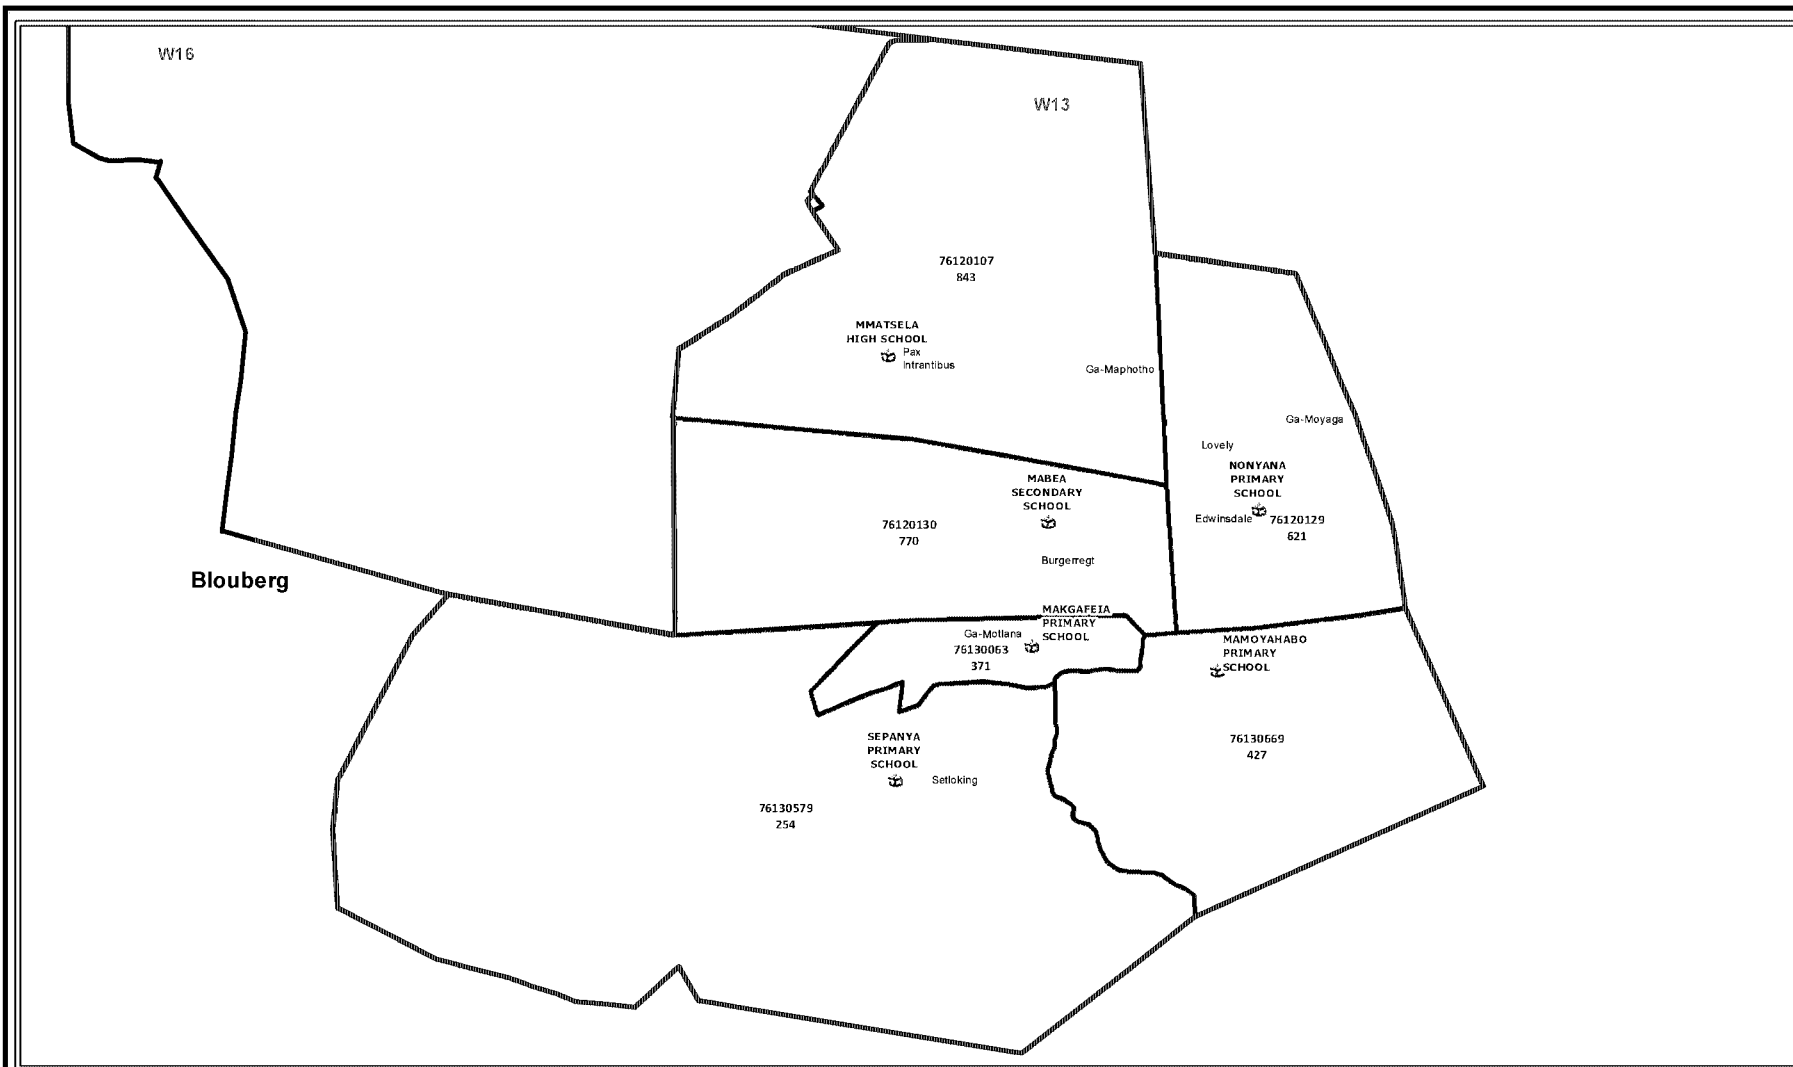 W16
W13
76120107
843
MMATSELA
HIGH SCHOOL
Pax
Intrantibus
Ga-Maphotho
Ga-Moyaga
Lovely
NONYANA
PRIMARY
SCHOOL
Edwinsdale
76120129
621
MABEA
SECONDARY
SCHOOL
76120130
770
Burgerregt
Blouberg
MAKGAFEIA
PRIMARY
SCHOOL
Ga-Motlana
76130063
371
MAMOYAHABO
PRIMARY
SCHOOL
76130669
427
SEPANYA
PRIMARY
SCHOOL
Setloking
76130579
254